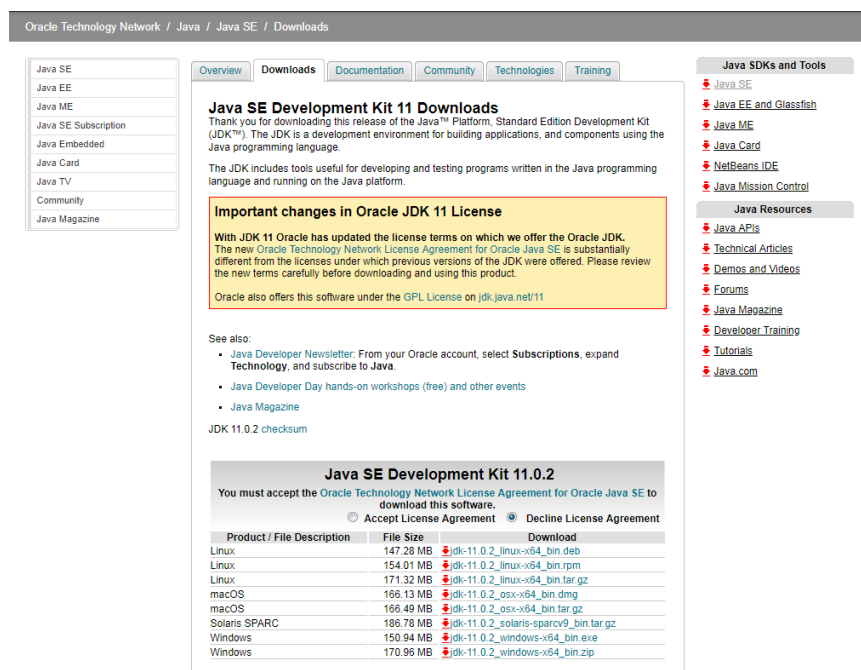 Oracle Technology Network / Java / Java SE / Downloads
Java SE
Java EE
Java ME
Java SE Subscription
Java Embedded
Java Card
Java TV
Community
Java Magazine
Overview Downloads Documentation Community Technologies Training
Java SE Development Kit 11 Downloads
Thank you for downloading this release of the Java™ Platform, Standard Edition Development Kit
(JDK™). The JDK is a development environment for building applications, and components using the
Java programming language.
The JDK includes tools useful for developing and testing programs written in the Java programming
language and running on the Java platform.
Important changes in Oracle JDK 11 License
With JDK 11 Oracle has updated the license terms on which we offer the Oracle JDK.
The new Oracle Technology Network License Agreement for Oracle Java SE is substantially
different from the licenses under which previous versions of the JDK were offered. Please review
the new terms carefully before downloading and using this product.
Oracle also offers this software under the GPL License on jdk.java.net/11
See also:
▪ Java Developer Newsletter: From your Oracle account, select Subscriptions, expand
Technology, and subscribe to Java.
▪ Java Developer Day hands-on workshops (free) and other events
▪ Java Magazine
JDK 11.0.2 checksum
Java SE Development Kit 11.0.2
You must accept the Oracle Technology Network License Agreement for Oracle Java SE to
download this software.
Accept License Agreement Decline License Agreement
Product / File Description File Size Download
Linux 147.28 MB jdk-11.0.2_linux-x64_bin.deb
Linux 154.01 MB jdk-11.0.2_linux-x64_bin.rpm
Linux 171.32 MB jdk-11.0.2_linux-x64_bin.tar.gz
macOS 166.13 MB jdk-11.0.2_osx-x64_bin.dmg
macOS 166.49 MB jdk-11.0.2_osx-x64_bin.tar.gz
Solaris SPARC 186.78 MB jdk-11.0.2_solaris-sparcv9_bin.tar.gz
Windows 150.94 MB jdk-11.0.2_windows-x64_bin.exe
Windows 170.96 MB jdk-11.0.2_windows-x64_bin.zip
Java SDKs and Tools
Java SE
Java EE and Glassfish
Java ME
Java Card
NetBeans IDE
Java Mission Control
Java Resources
Java APIs
Technical Articles
Demos and Videos
Forums
Java Magazine
Developer Training
Tutorials
Java.com